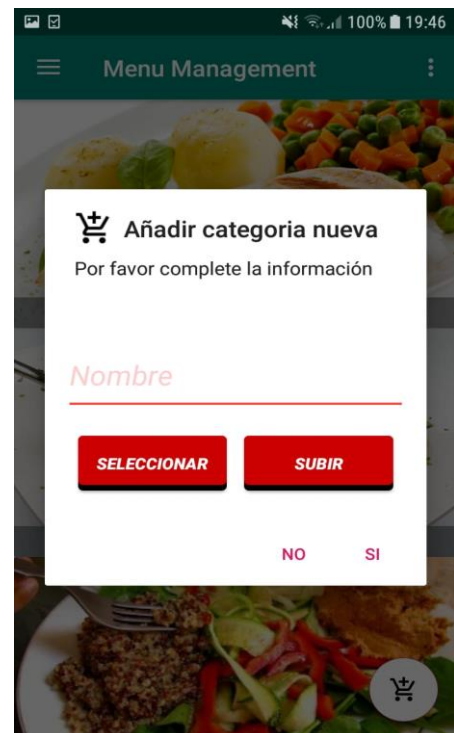 100% 19:46
Menu Management
Añadir categoria nueva
Por favor complete la información
Nombre
SELECCIONAR SUBIR
NO SI